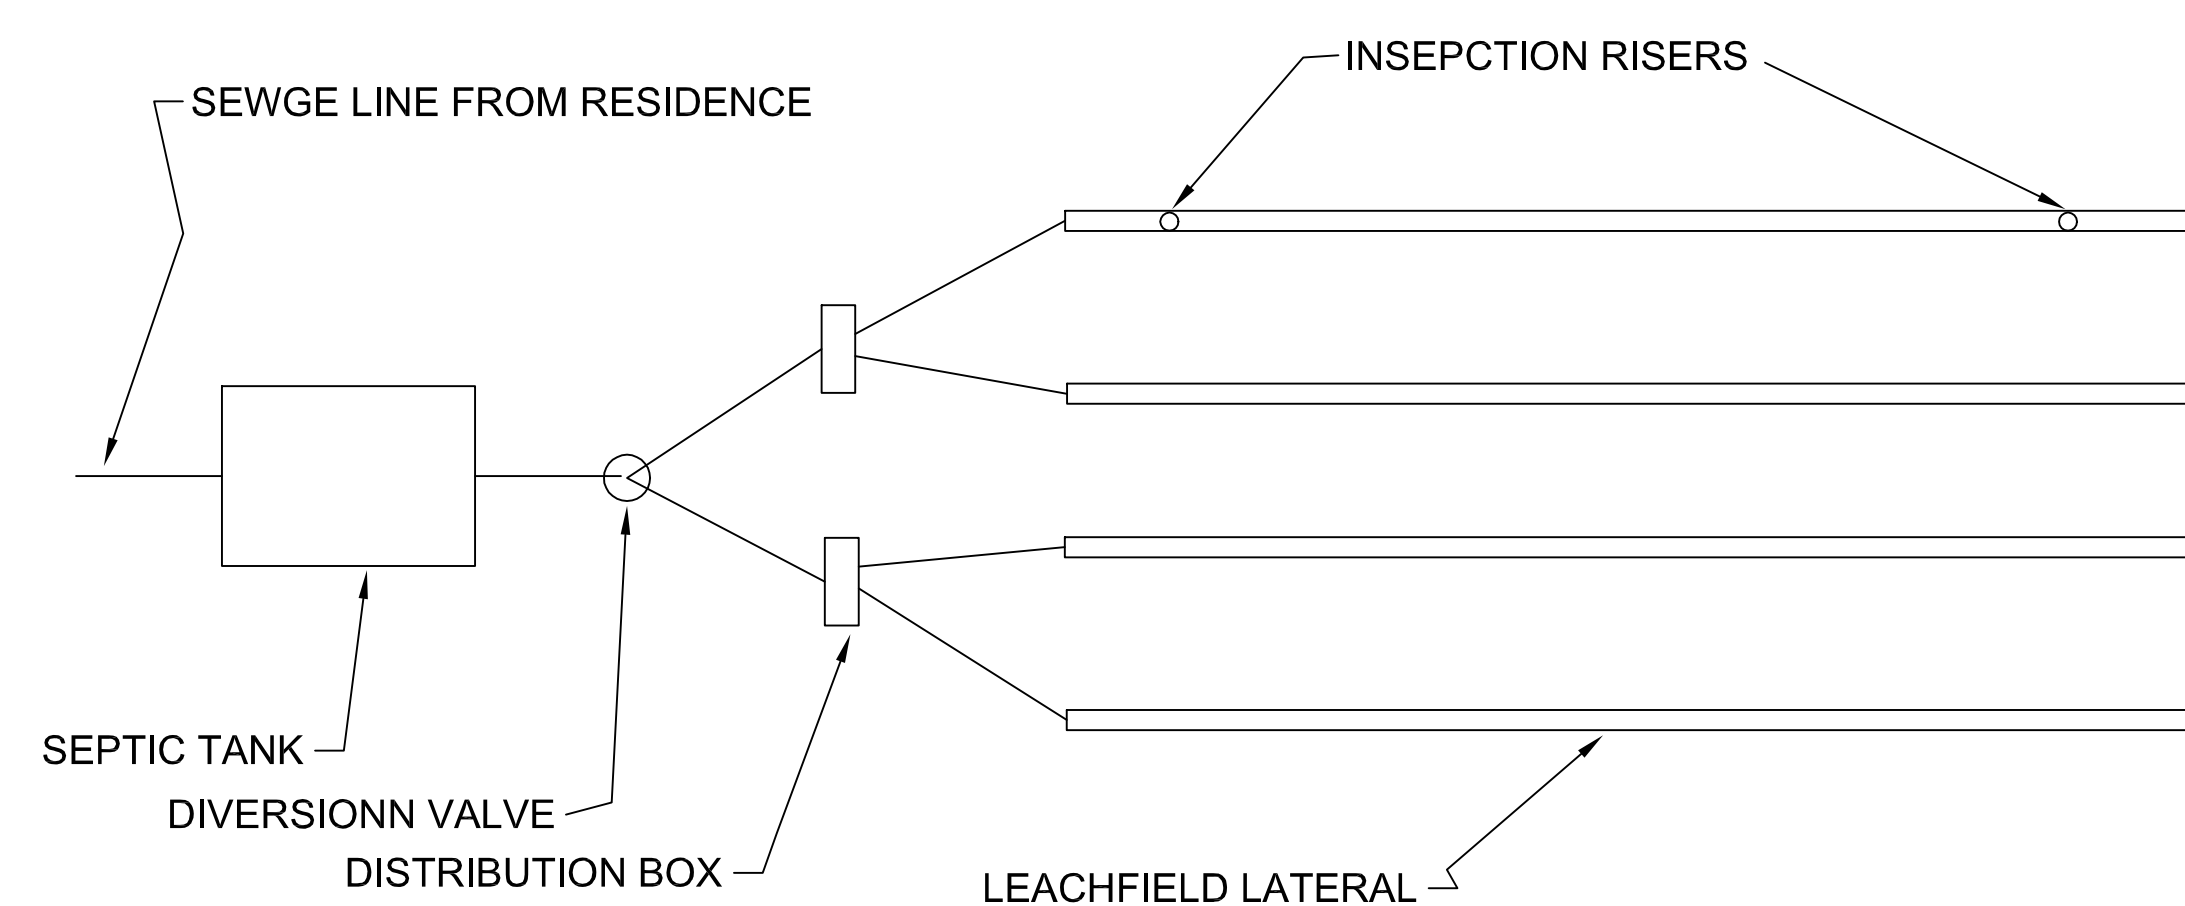 INSEPCTION RISERS
SEWGE LINE FROM RESIDENCE
SEPTIC TANK
DIVERSIONN VALVE
DISTRIBUTION BOX
LEACHFIELD LATERAL